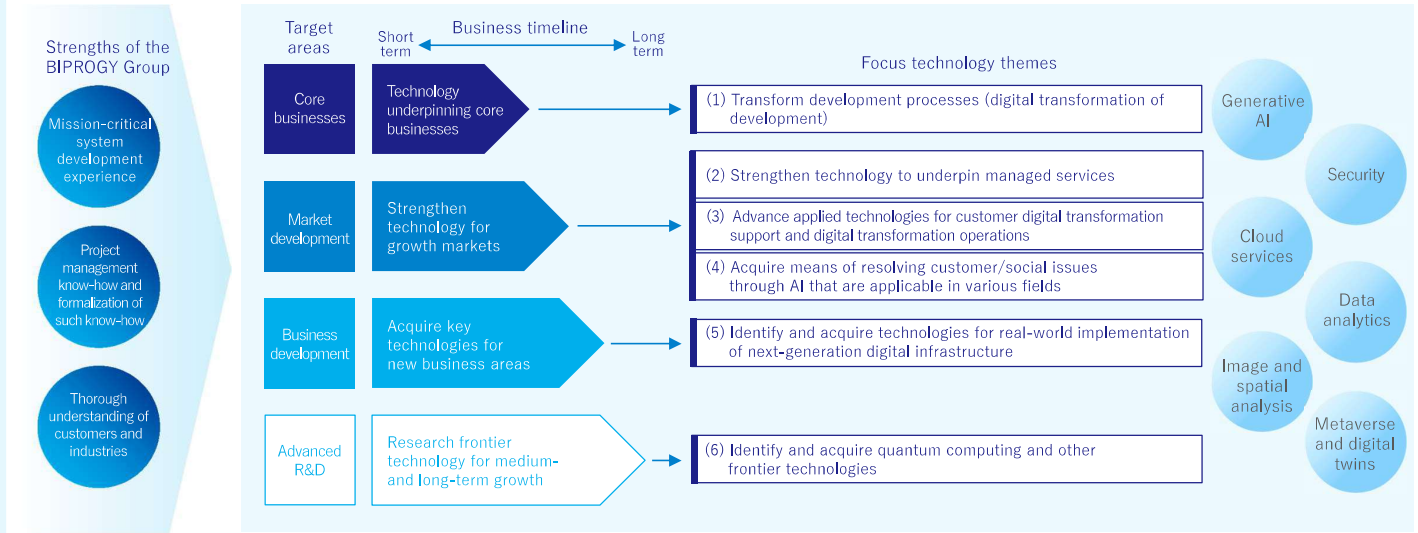 Strengths of the
BIPROGY Group
Mission-critical
system
development
experience
Project
management
know-how and
formalization of
such know-how
Thorough
understanding of
customers and
industries
Target
areas
Business timeline
Short
term
Long
term
Focus technology themes
Core
businesses
Technology
underpinning core
businesses
(1) Transform development processes (digital transformation of
development)
Market
development
Strengthen
technology for
growth markets
(2) Strengthen technology to underpin managed services
(3) Advance applied technologies for customer digital transformation
support and digital transformation operations
(4) Acquire means of resolving customer/social issues
through AI that are applicable in various fields
Business
development
Acquire key
technologies for
new business areas
(5) Identify and acquire technologies for real-world implementation
of next-generation digital infrastructure
Advanced
R&D
Research frontier
technology for medium-
and long-term growth
(6) Identify and acquire quantum computing and other
frontier technologies
Generative
AI
Security
Cloud
services
Data
analytics
Image and
spatial
analysis
Metaverse
and digital
twins